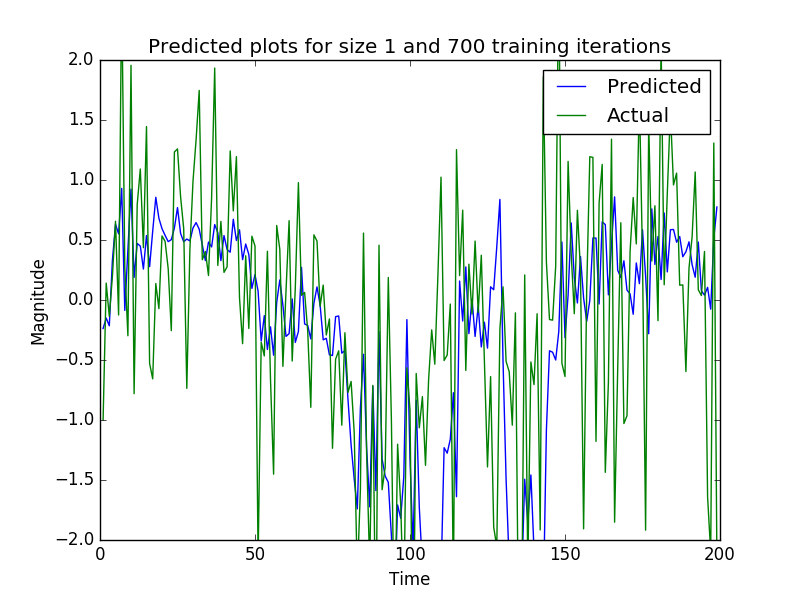 Predicted plots for size 1 and 700 training iterations
2.0
1.5
1.0
0.5
0.0
−0.5
−1.0
−1.5
−2.0
Magnitude
Predicted
Actual
0
50
100
150
200
Time